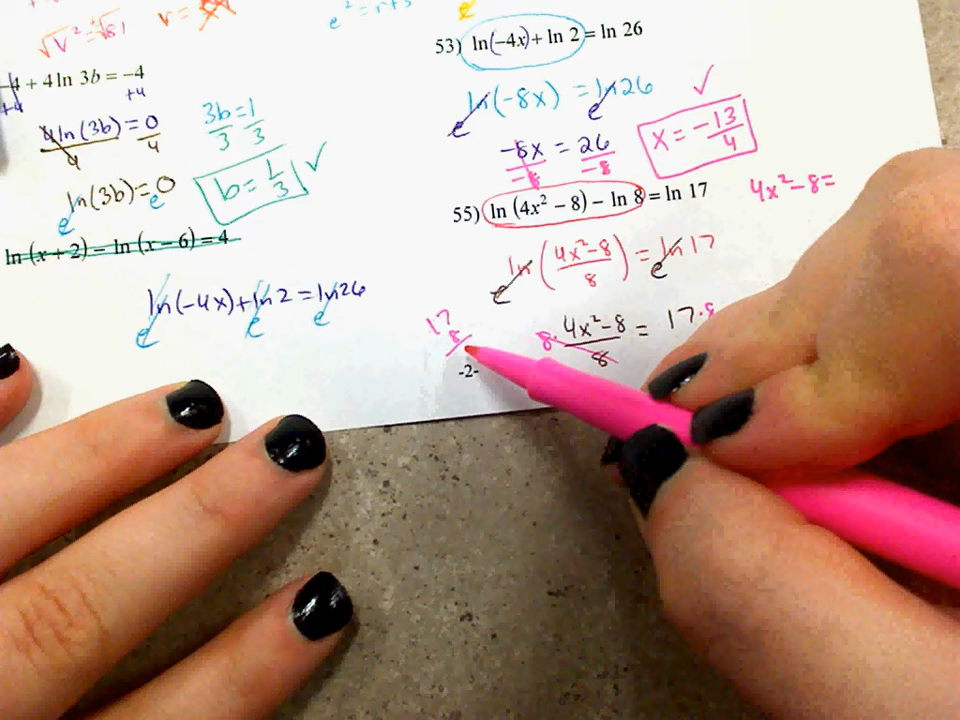 √V² = √81
V =
e² = r+5
e
-4 + 4 ln 3b = -4
+4 +4
4ln(3b) = 0
4 4
ln(3b) = 0
e e
3b = 1
3 3
b = 1/3 ✓
ln (x + 2) - ln (x - 6) = 4
ln(-4x) + ln 2 = ln 26
e e e
53) ln(-4x) + ln 2 = ln 26
ln(-8x) = ln 26
e e
-8x = 26
-8 -8
x = -13/4 ✓
55) ln (4x² - 8) - ln 8 = ln 17
ln(4x²-8 / 8) = ln 17
e e
8· 4x²-8 / 8 = 17·8
4x²-8=
17
8
-2-